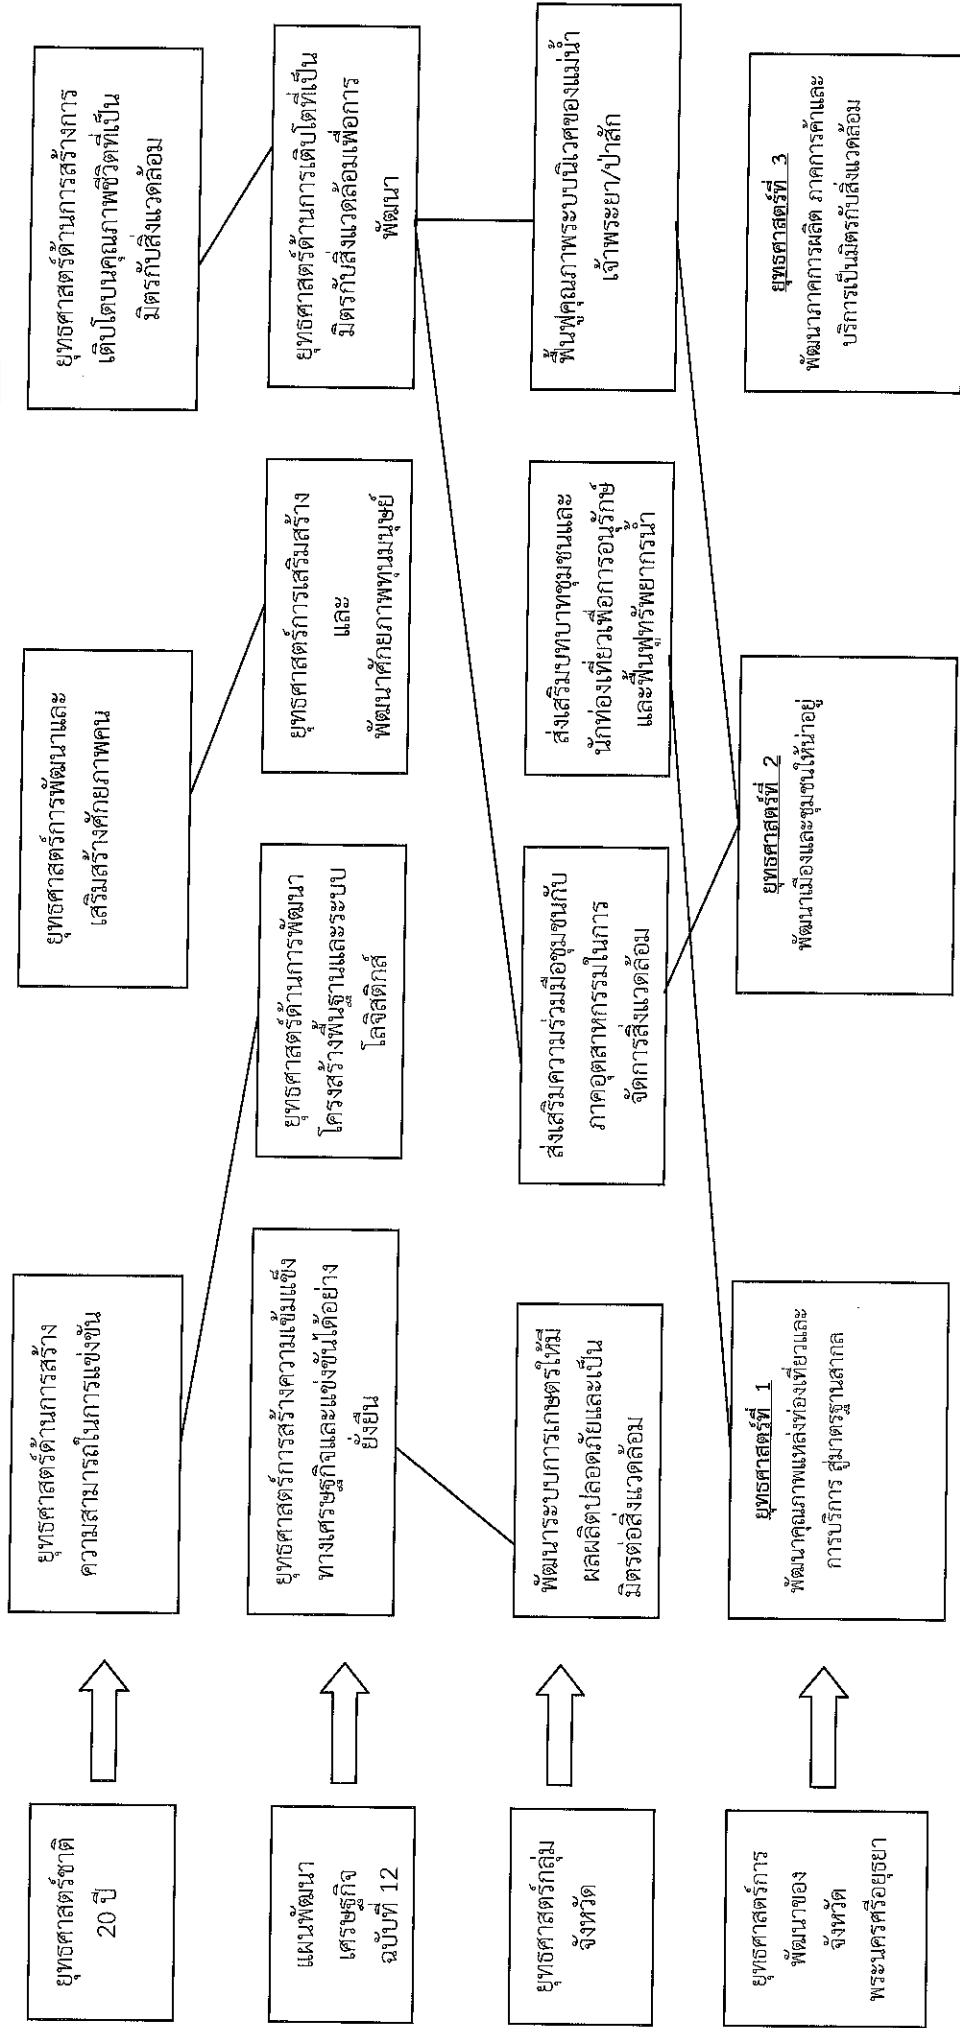 ยุทธศาสตร์ชาติ
20 ปี
ยุทธศาสตร์ด้านการสร้าง
ความสามารถในการแข่งขัน
ยุทธศาสตร์การพัฒนาและ
เสริมสร้างศักยภาพคน
ยุทธศาสตร์ด้านการสร้างการ
เติบโตบนคุณภาพชีวิตที่เป็น
มิตรกับสิ่งแวดล้อม
แผนพัฒนา
เศรษฐกิจ
ฉบับที่ 12
ยุทธศาสตร์การสร้างความเข้มแข็ง
ทางเศรษฐกิจและแข่งขันได้อย่าง
ยั่งยืน
ยุทธศาสตร์ด้านการพัฒนา
โครงสร้างพื้นฐานและระบบ
โลจิสติกส์
ยุทธศาสตร์การเสริมสร้าง
และ
พัฒนาศักยภาพทุนมนุษย์
ยุทธศาสตร์ด้านการเติบโตที่เป็น
มิตรกับสิ่งแวดล้อมเพื่อการ
พัฒนา
ยุทธศาสตร์กลุ่ม
จังหวัด
พัฒนาระบบการเกษตรให้มี
ผลผลิตปลอดภัยและเป็น
มิตรต่อสิ่งแวดล้อม
ส่งเสริมความร่วมมือชุมชนกับ
ภาคอุตสาหกรรมในการ
จัดการสิ่งแวดล้อม
ส่งเสริมบทบาทชุมชนและ
นักท่องเที่ยวเพื่อการอนุรักษ์
และฟื้นฟูทรัพยากรน้ำ
ฟื้นฟูคุณภาพระบบนิเวศของแม่น้ำ
เจ้าพระยา/ป่าสัก
ยุทธศาสตร์การ
พัฒนาของ
จังหวัด
พระนครศรีอยุธยา
ยุทธศาสตร์ที่ 1
พัฒนาคุณภาพแหล่งท่องเที่ยวและ
การบริการ สู่มาตรฐานสากล
ยุทธศาสตร์ที่ 2
พัฒนาเมืองและชุมชนให้น่าอยู่
ยุทธศาสตร์ที่ 3
พัฒนาภาคการผลิต ภาคการค้าและ
บริการเป็นมิตรกับสิ่งแวดล้อม